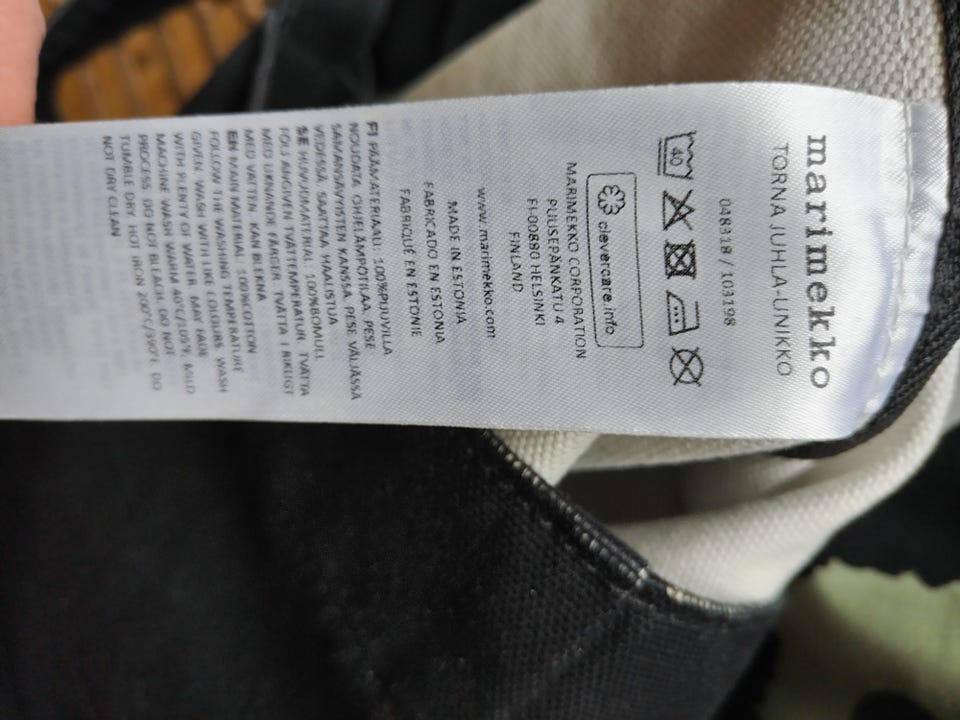 marimekko
TORNA JUHLA-UNIKKO
048318 / 103198
40
clevercare.info
MARIMEKKO CORPORATION
PUUSEPÄNKATU 4
FI-00880 HELSINKI
FINLAND
www.marimekko.com
MADE IN ESTONIA
FABRICADO EN ESTONIA
FABRIQUÉ EN ESTONIE
FI PÄÄMATERIAALI: 100%PUUVILLA
NOUDATA OHJELÄMPÖTILAA. PESE
SAMANSÄVYISTEN KANSSA. PESE VÄLJÄSSÄ
VEDESSÄ. SAATTAA HAALISTUA
SE HUVUDMATERIAL: 100%BOMULL
FÖLJ ANGIVEN TVÄTTEMPERATUR. TVÄTTA
MED LIKNANDE FÄRGER. TVÄTTA I RIKLIGT
MED VATTEN. KAN BLEKNA
EN MAIN MATERIAL: 100%COTTON
FOLLOW THE WASHING TEMPERATURE
GIVEN. WASH WITH LIKE COLOURS. WASH
WITH PLENTY OF WATER. MAY FADE
MACHINE WASH WARM 40°C/105°F, MILD
PROCESS. DO NOT BLEACH. DO NOT
TUMBLE DRY. HOT IRON 200°C/390°F. DO
NOT DRY CLEAN